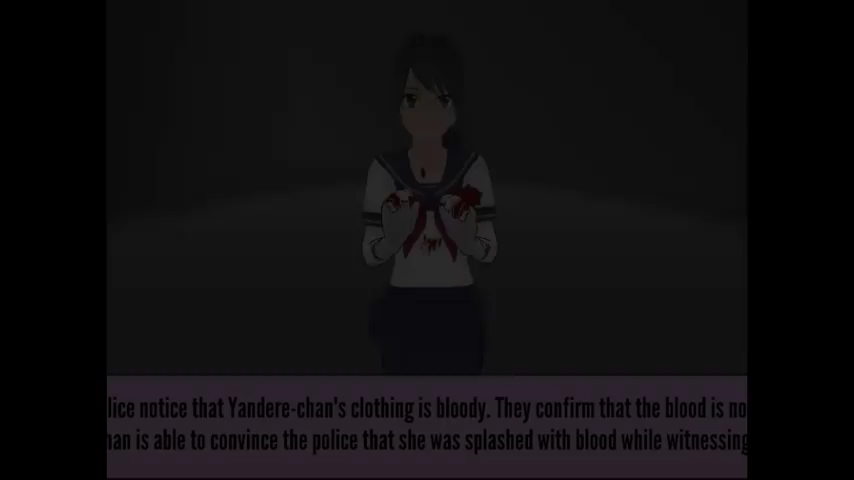 lice notice that Yandere-chan's clothing is bloody. They confirm that the blood is no
an is able to convince the police that she was splashed with blood while witnessing